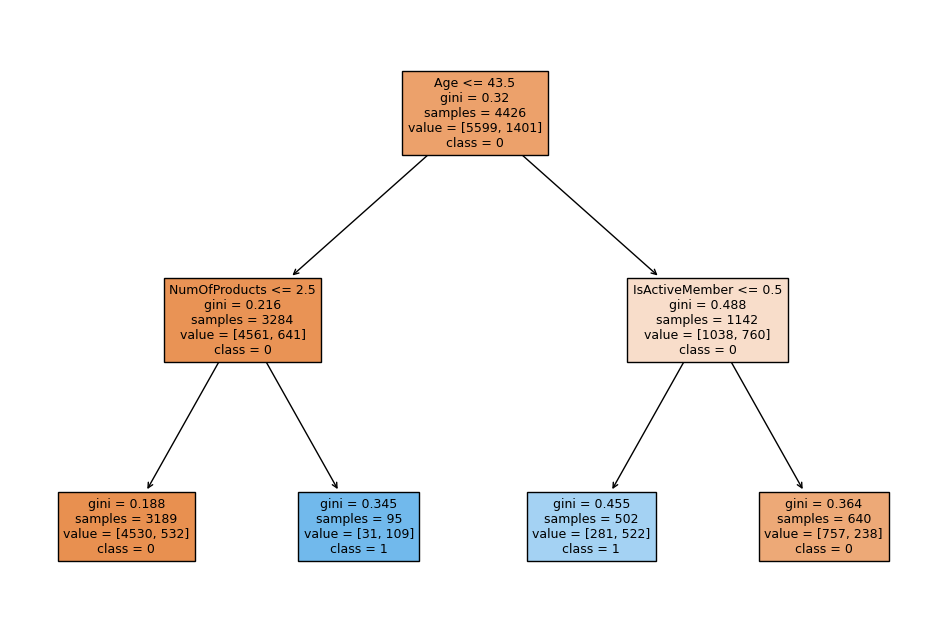 Age <= 43.5
gini = 0.32
samples = 4426
value = [5599, 1401]
class = 0
NumOfProducts <= 2.5
gini = 0.216
samples = 3284
value = [4561, 641]
class = 0
IsActiveMember <= 0.5
gini = 0.488
samples = 1142
value = [1038, 760]
class = 0
gini = 0.188
samples = 3189
value = [4530, 532]
class = 0
gini = 0.345
samples = 95
value = [31, 109]
class = 1
gini = 0.455
samples = 502
value = [281, 522]
class = 1
gini = 0.364
samples = 640
value = [757, 238]
class = 0